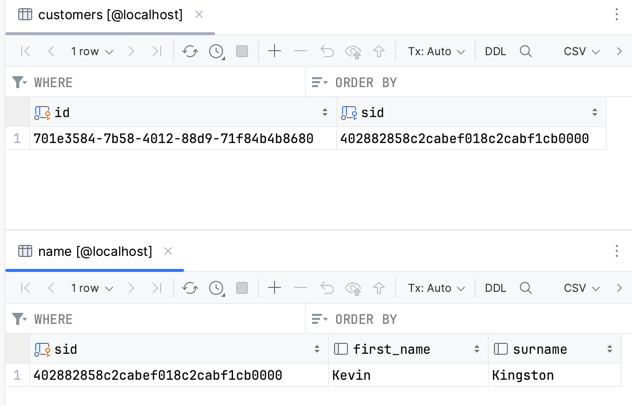 customers [@localhost]
1 row Tx: Auto DDL CSV
WHERE ORDER BY
id sid
1 701e3584-7b58-4012-88d9-71f84b4b8680 402882858c2cabef018c2cabf1cb0000
name [@localhost]
1 row Tx: Auto DDL CSV
WHERE ORDER BY
sid first_name surname
1 402882858c2cabef018c2cabf1cb0000 Kevin Kingston